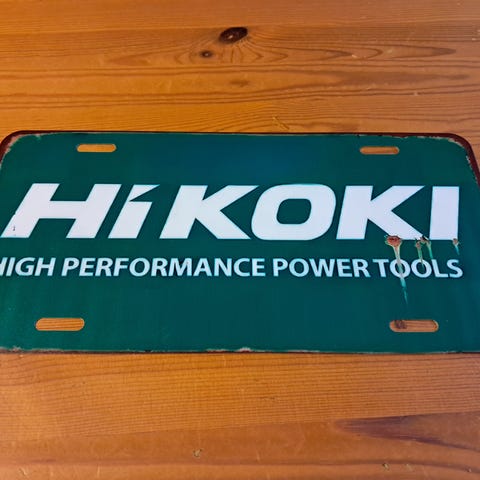 HiKOKI
HIGH PERFORMANCE POWER TOOLS